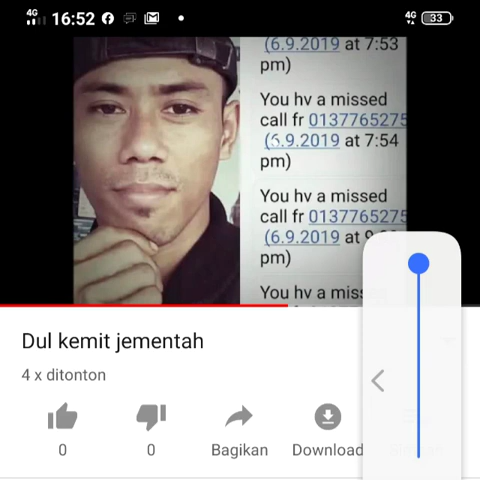 4G 16:52 4G 33
(6.9.2019 at 7:53
pm)
You hv a missed
call fr 0137765275
(6.9.2019 at 7:54
pm)
You hv a missed
call fr 0137765275
(6.9.2019 at
pm)
You hv a
Dul kemit jementah
4 x ditonton
0 0 Bagikan Download